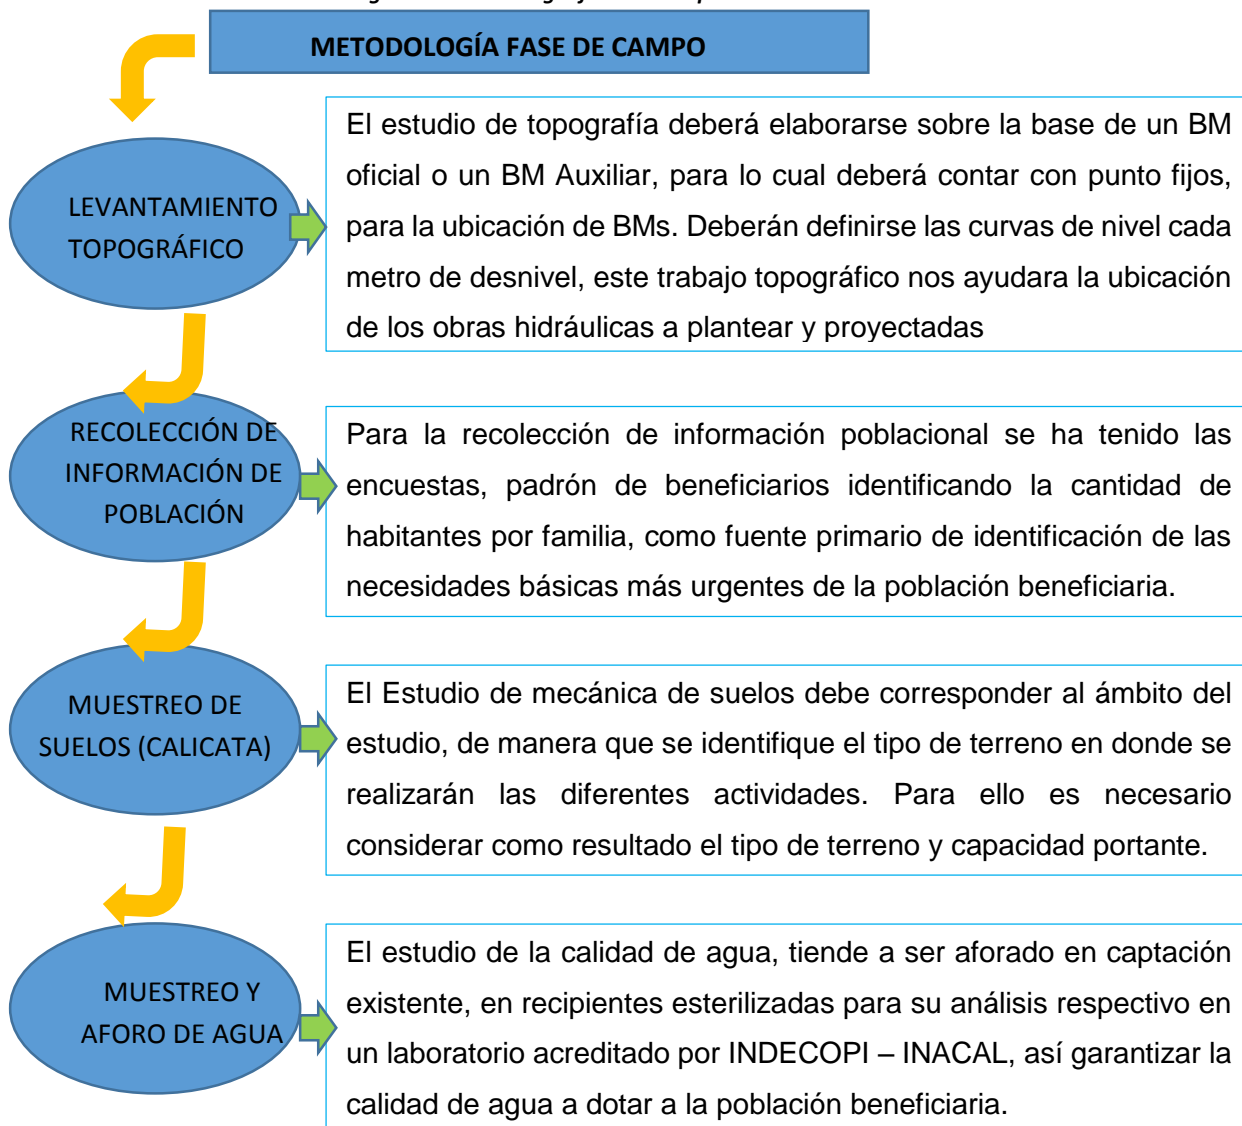 METODOLOGÍA FASE DE CAMPO
LEVANTAMIENTO
TOPOGRÁFICO
El estudio de topografía deberá elaborarse sobre la base de un BM
oficial o un BM Auxiliar, para lo cual deberá contar con punto fijos,
para la ubicación de BMs. Deberán definirse las curvas de nivel cada
metro de desnivel, este trabajo topográfico nos ayudara la ubicación
de los obras hidráulicas a plantear y proyectadas
RECOLECCIÓN DE
INFORMACIÓN DE
POBLACIÓN
Para la recolección de información poblacional se ha tenido las
encuestas, padrón de beneficiarios identificando la cantidad de
habitantes por familia, como fuente primario de identificación de las
necesidades básicas más urgentes de la población beneficiaria.
MUESTREO DE
SUELOS (CALICATA)
El Estudio de mecánica de suelos debe corresponder al ámbito del
estudio, de manera que se identifique el tipo de terreno en donde se
realizarán las diferentes actividades. Para ello es necesario
considerar como resultado el tipo de terreno y capacidad portante.
MUESTREO Y
AFORO DE AGUA
El estudio de la calidad de agua, tiende a ser aforado en captación
existente, en recipientes esterilizadas para su análisis respectivo en
un laboratorio acreditado por INDECOPI – INACAL, así garantizar la
calidad de agua a dotar a la población beneficiaria.